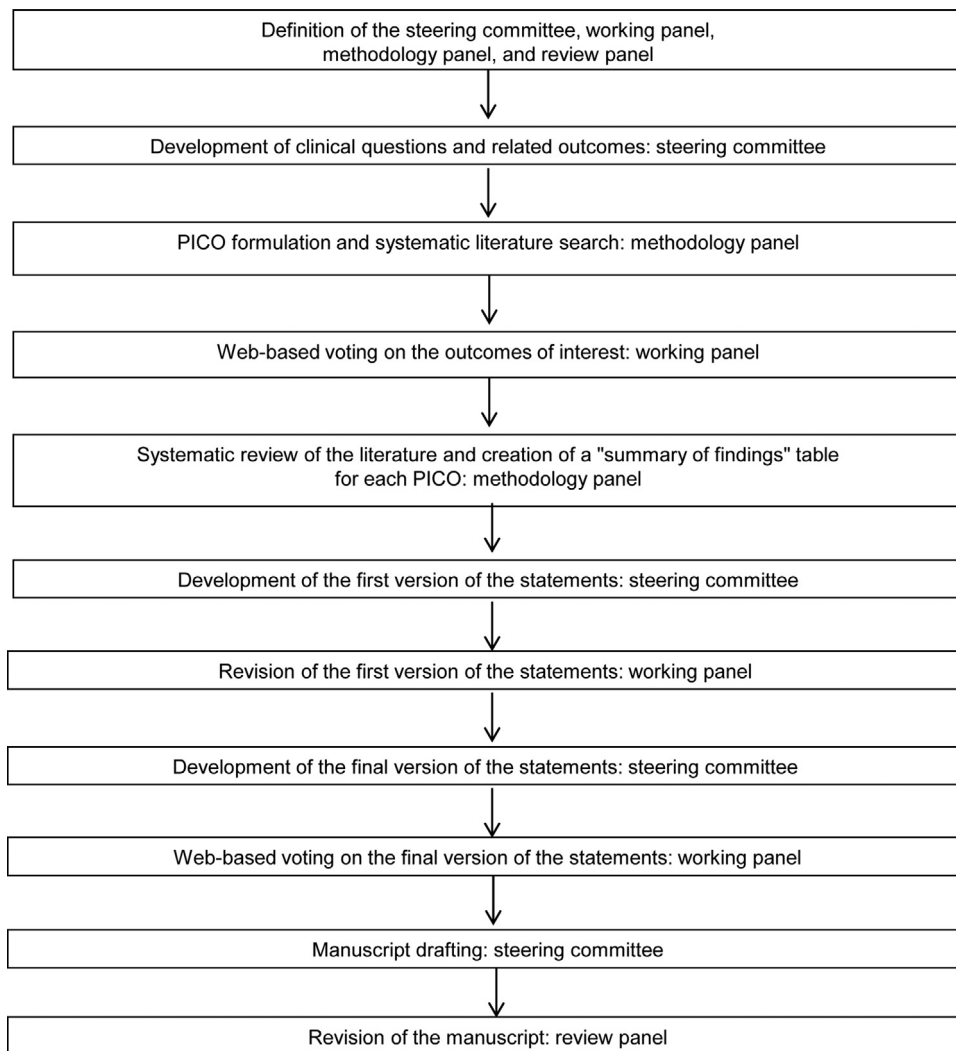 Definition of the steering committee, working panel,
methodology panel, and review panel
Development of clinical questions and related outcomes: steering committee
PICO formulation and systematic literature search: methodology panel
Web-based voting on the outcomes of interest: working panel
Systematic review of the literature and creation of a "summary of findings" table
for each PICO: methodology panel
Development of the first version of the statements: steering committee
Revision of the first version of the statements: working panel
Development of the final version of the statements: steering committee
Web-based voting on the final version of the statements: working panel
Manuscript drafting: steering committee
Revision of the manuscript: review panel